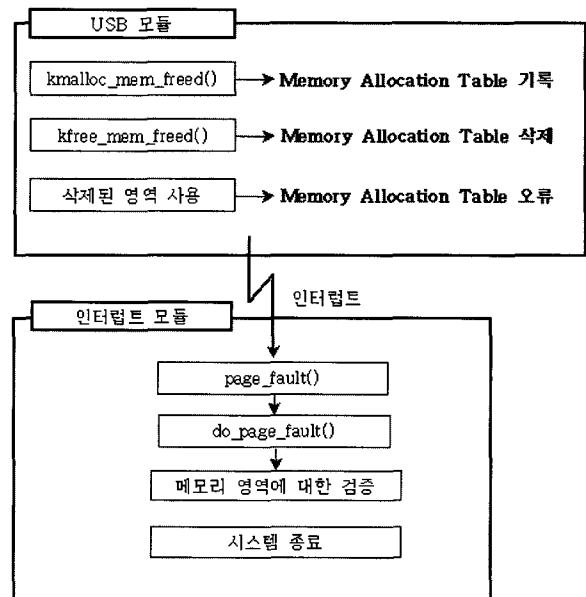 USB 모듈
kmalloc_mem_freed() Memory Allocation Table 기록
kfree_mem_freed() Memory Allocation Table 삭제
삭제된 영역 사용 Memory Allocation Table 오류
인터럽트
인터럽트 모듈
page_fault()
do_page_fault()
메모리 영역에 대한 검증
시스템 종료